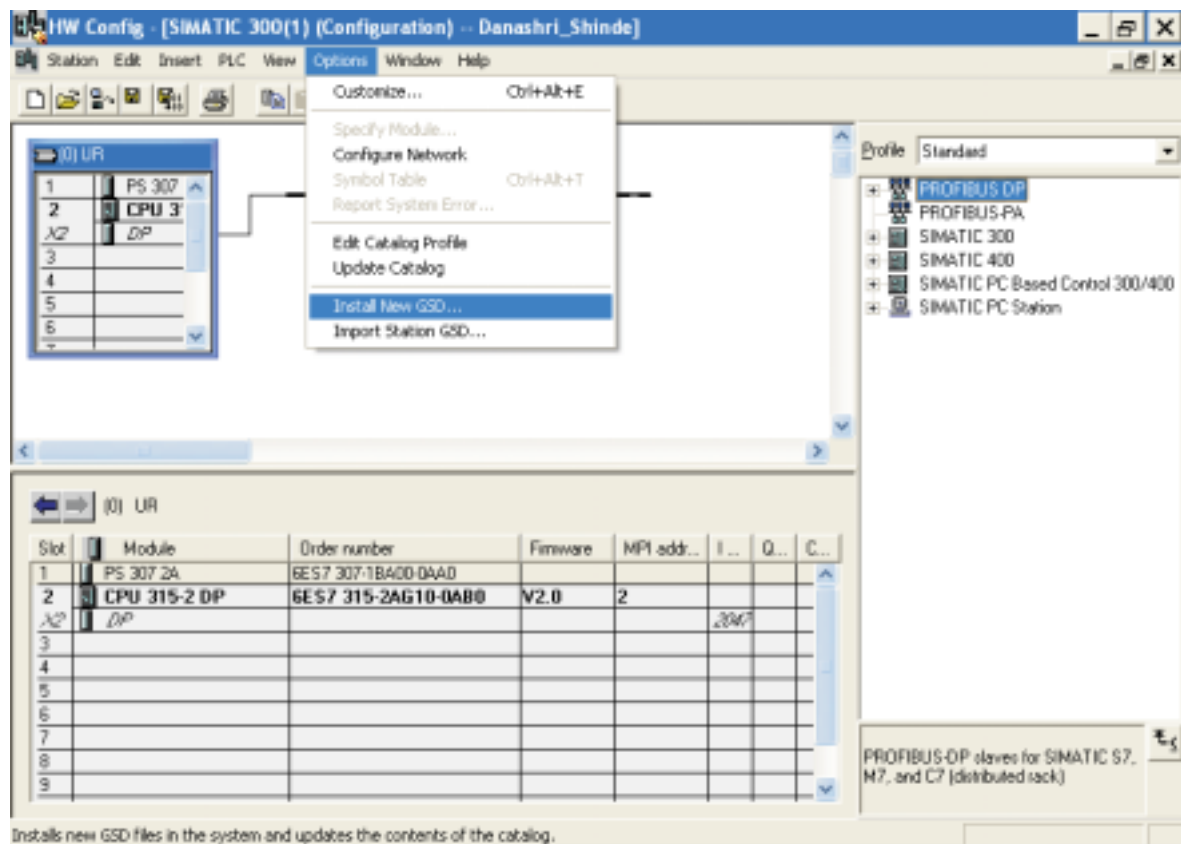 HW Config - [SIMATIC 300(1) (Configuration) -- Danashri_Shinde]
Station Edit Insert PLC View Options Window Help
Customize... Ctrl+Alt+E
Specify Module...
Configure Network
Symbol Table Ctrl+Alt+T
Report System Error...
Edit Catalog Profile
Update Catalog
Install New GSD...
Import Station GSD...
(0) UR
1 PS 307
2 CPU 3
X2 DP
3
4
5
6
Profile Standard
PROFIBUS DP
PROFIBUS-PA
SIMATIC 300
SIMATIC 400
SIMATIC PC Based Control 300/400
SIMATIC PC Station
(0) UR
Slot Module Order number Firmware MPI addr... I ... Q... C...
1 PS 307 2A 6ES7 307-1BA00-0AA0
2 CPU 315-2 DP 6ES7 315-2AG10-0AB0 V2.0 2
X2 DP 2047
3
4
5
6
7
8
9
PROFIBUS-DP slaves for SIMATIC S7,
M7, and C7 (distributed rack)
Installs new GSD files in the system and updates the contents of the catalog.